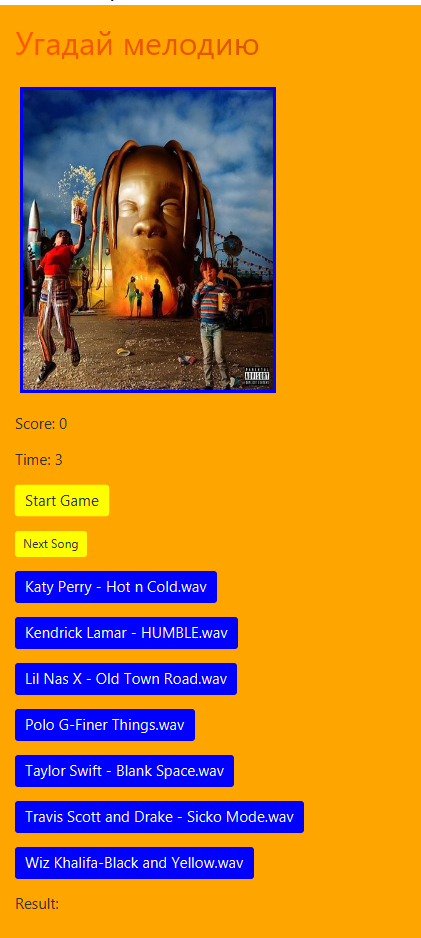 Угадай мелодию
PARENTAL
ADVISORY
Score: 0
Time: 3
Start Game
Next Song
Katy Perry - Hot n Cold.wav
Kendrick Lamar - HUMBLE.wav
Lil Nas X - Old Town Road.wav
Polo G-Finer Things.wav
Taylor Swift - Blank Space.wav
Travis Scott and Drake - Sicko Mode.wav
Wiz Khalifa-Black and Yellow.wav
Result: